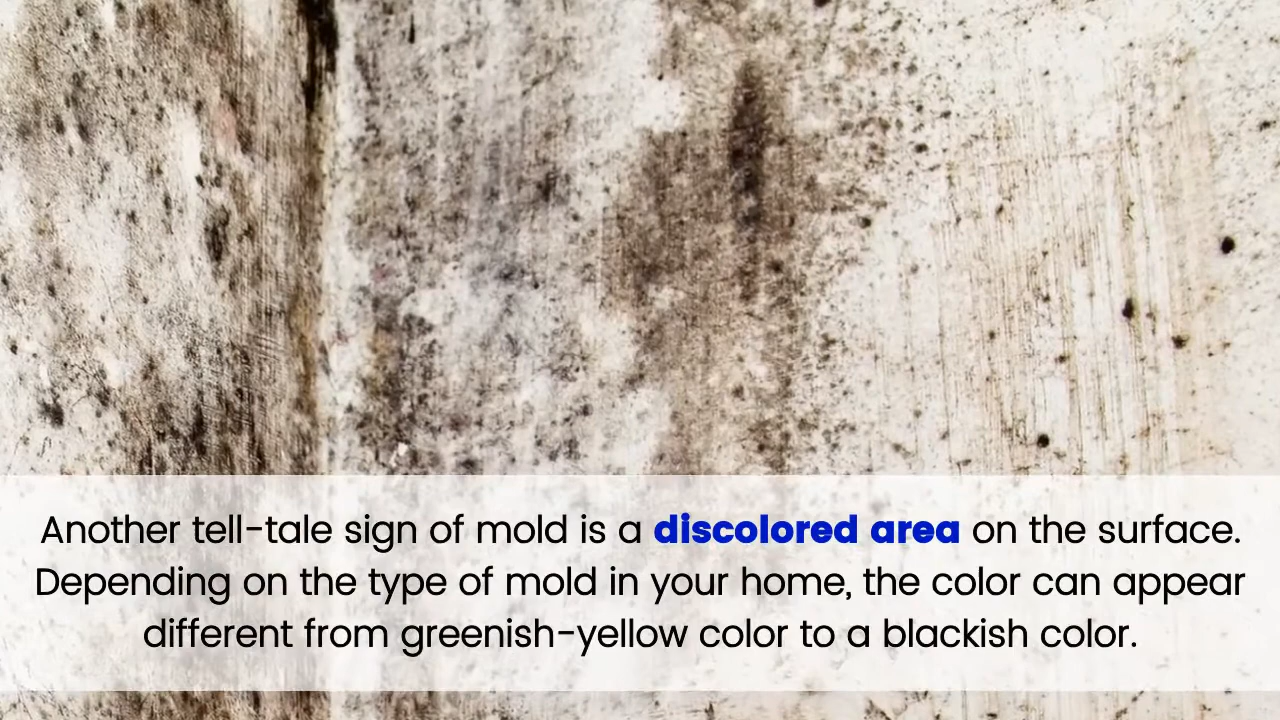 Another tell-tale sign of mold is a discolored area on the surface.
Depending on the type of mold in your home, the color can appear
different from greenish-yellow color to a blackish color.